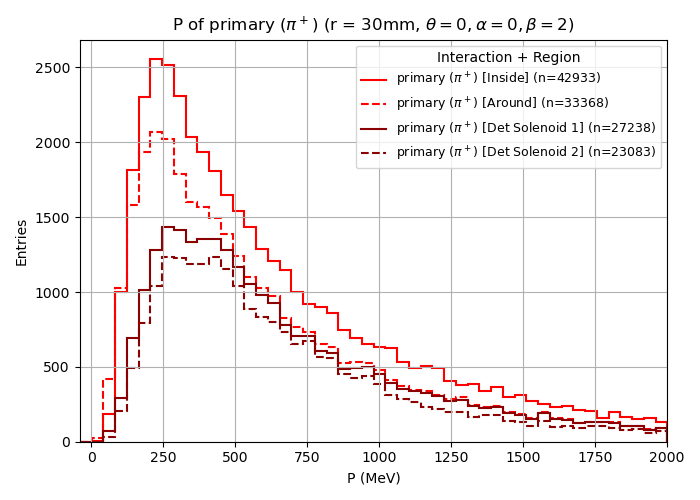 P of primary (π⁺) (r = 30mm, θ = 0, α = 0, β = 2)
Interaction + Region
primary (π⁺) [Inside] (n=42933)
primary (π⁺) [Around] (n=33368)
primary (π⁺) [Det Solenoid 1] (n=27238)
primary (π⁺) [Det Solenoid 2] (n=23083)
Entries
2500
2000
1500
1000
500
0
0 250 500 750 1000 1250 1500 1750 2000
P (MeV)